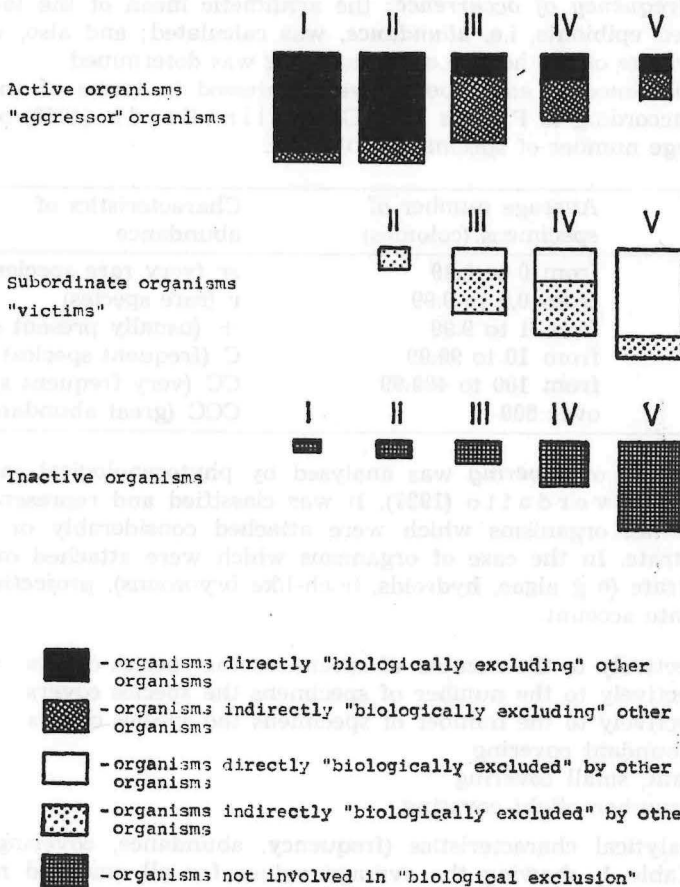 I II III IV V
Active organisms
"aggressor" organisms
II III IV V
Subordinate organisms
"victims"
I II III IV V
Inactive organisms
- organisms directly "biologically excluding" other
organisms
- organisms indirectly "biologically excluding" other
organisms
- organisms directly "biologically excluded" by other
organisms
- organisms indirectly "biologically excluded" by othe
organisms
- organisms not involved in "biological exclusion"